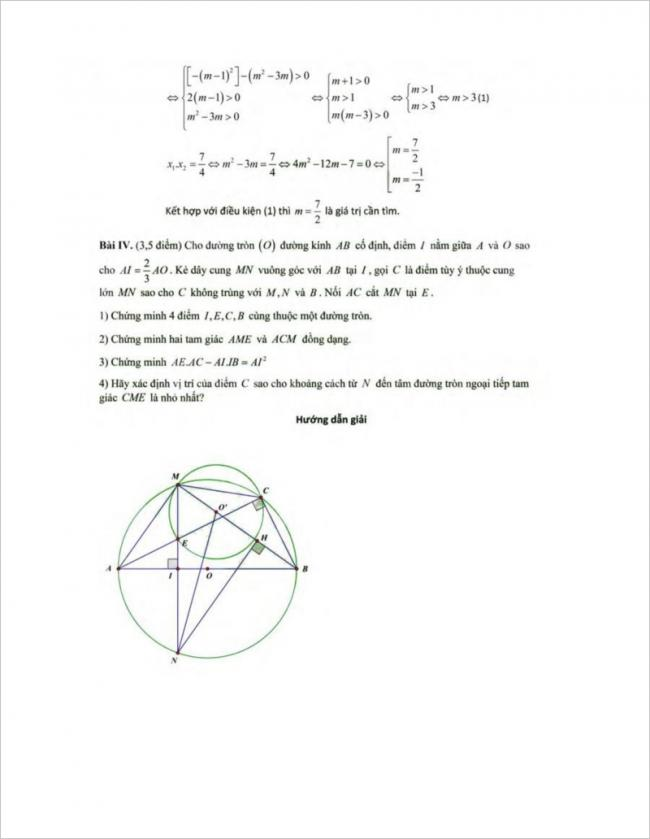 ⇔ { [−(m−1)²]−(m²−3m)>0 ; 2(m−1)>0 ; m²−3m>0 ⇔ { m+1>0 ; m>1 ; m(m−3)>0 ⇔ { m>1 ; m>3 ⇔ m>3(1)
x₁.x₂ = 7/4 ⇔ m²−3m = 7/4 ⇔ 4m²−12m−7=0 ⇔ [ m = 7/2 ; m = −1/2
Kết hợp với điều kiện (1) thì m = 7/2 là giá trị cần tìm.
Bài IV. (3,5 điểm) Cho đường tròn (O) đường kính AB cố định, điểm I nằm giữa A và O sao
cho AI = 2/3 AO. Kẻ dây cung MN vuông góc với AB tại I, gọi C là điểm tùy ý thuộc cung
lớn MN sao cho C không trùng với M, N và B. Nối AC cắt MN tại E.
1) Chứng minh 4 điểm I, E, C, B cùng thuộc một đường tròn.
2) Chứng minh hai tam giác AME và ACM đồng dạng.
3) Chứng minh AE.AC − AI.IB = AI²
4) Hãy xác định vị trí của điểm C sao cho khoảng cách từ N đến tâm đường tròn ngoại tiếp tam
giác CME là nhỏ nhất?
Hướng dẫn giải
M
C
O'
E
H
A
I
O
B
N